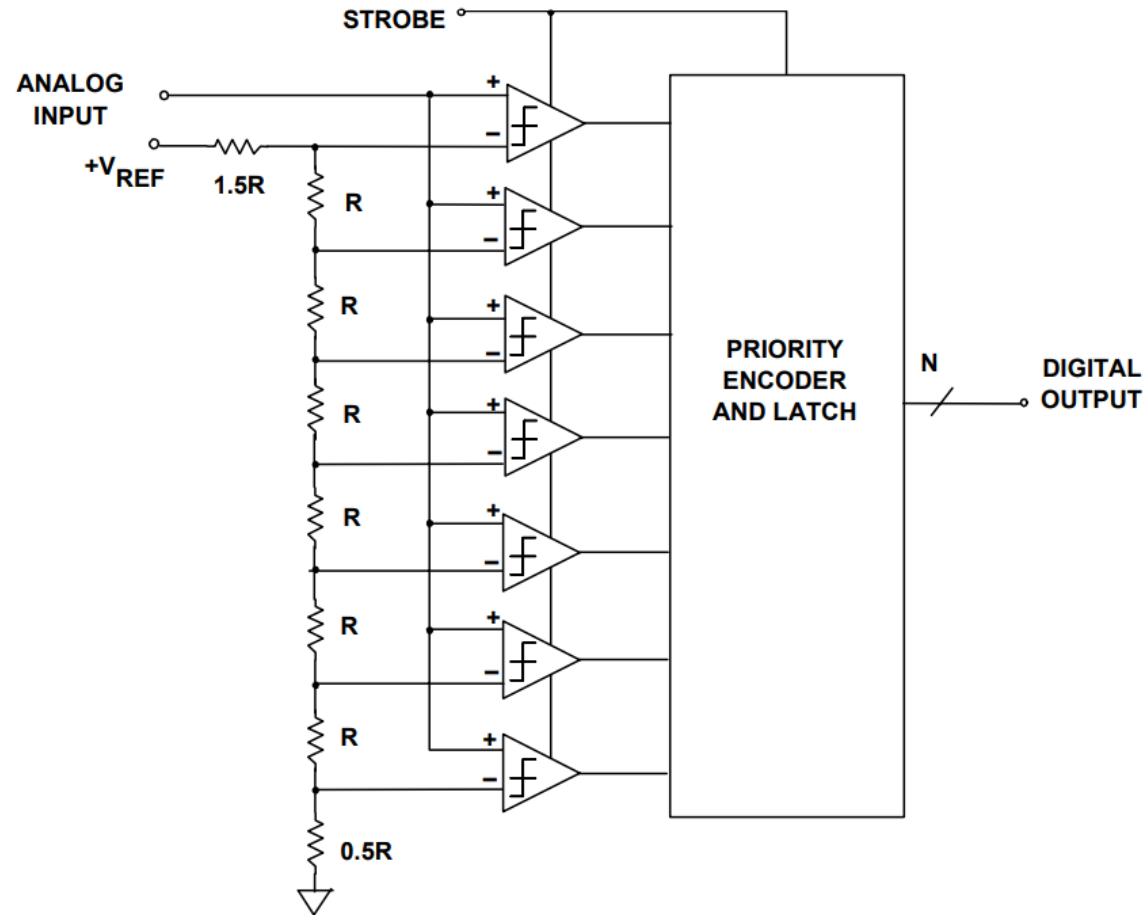 STROBE
ANALOG
INPUT
+VREF
1.5R
R
R
R
R
R
R
0.5R
+
−
+
−
+
−
+
−
+
−
+
−
+
−
PRIORITY
ENCODER
AND LATCH
N
DIGITAL
OUTPUT